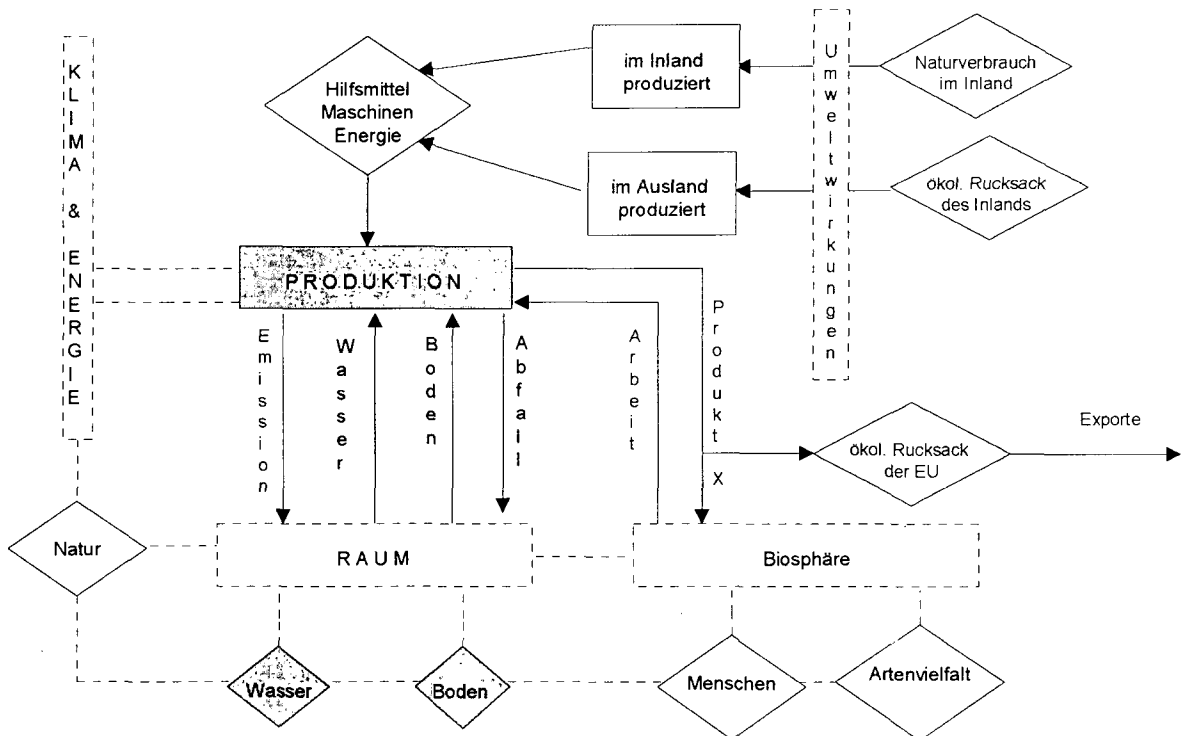 KLIMA & ENERGIE
Hilfsmittel
Maschinen
Energie
im Inland
produziert
Umweltwirkungen
Naturverbrauch
im Inland
im Ausland
produziert
ökol. Rucksack
des Inlands
PRODUKTION
Emission
Wasser
Boden
Abfall
Arbeit
Produkt X
ökol. Rucksack
der EU
Exporte
Natur
RAUM
Biosphäre
Wasser
Boden
Menschen
Artenvielfalt